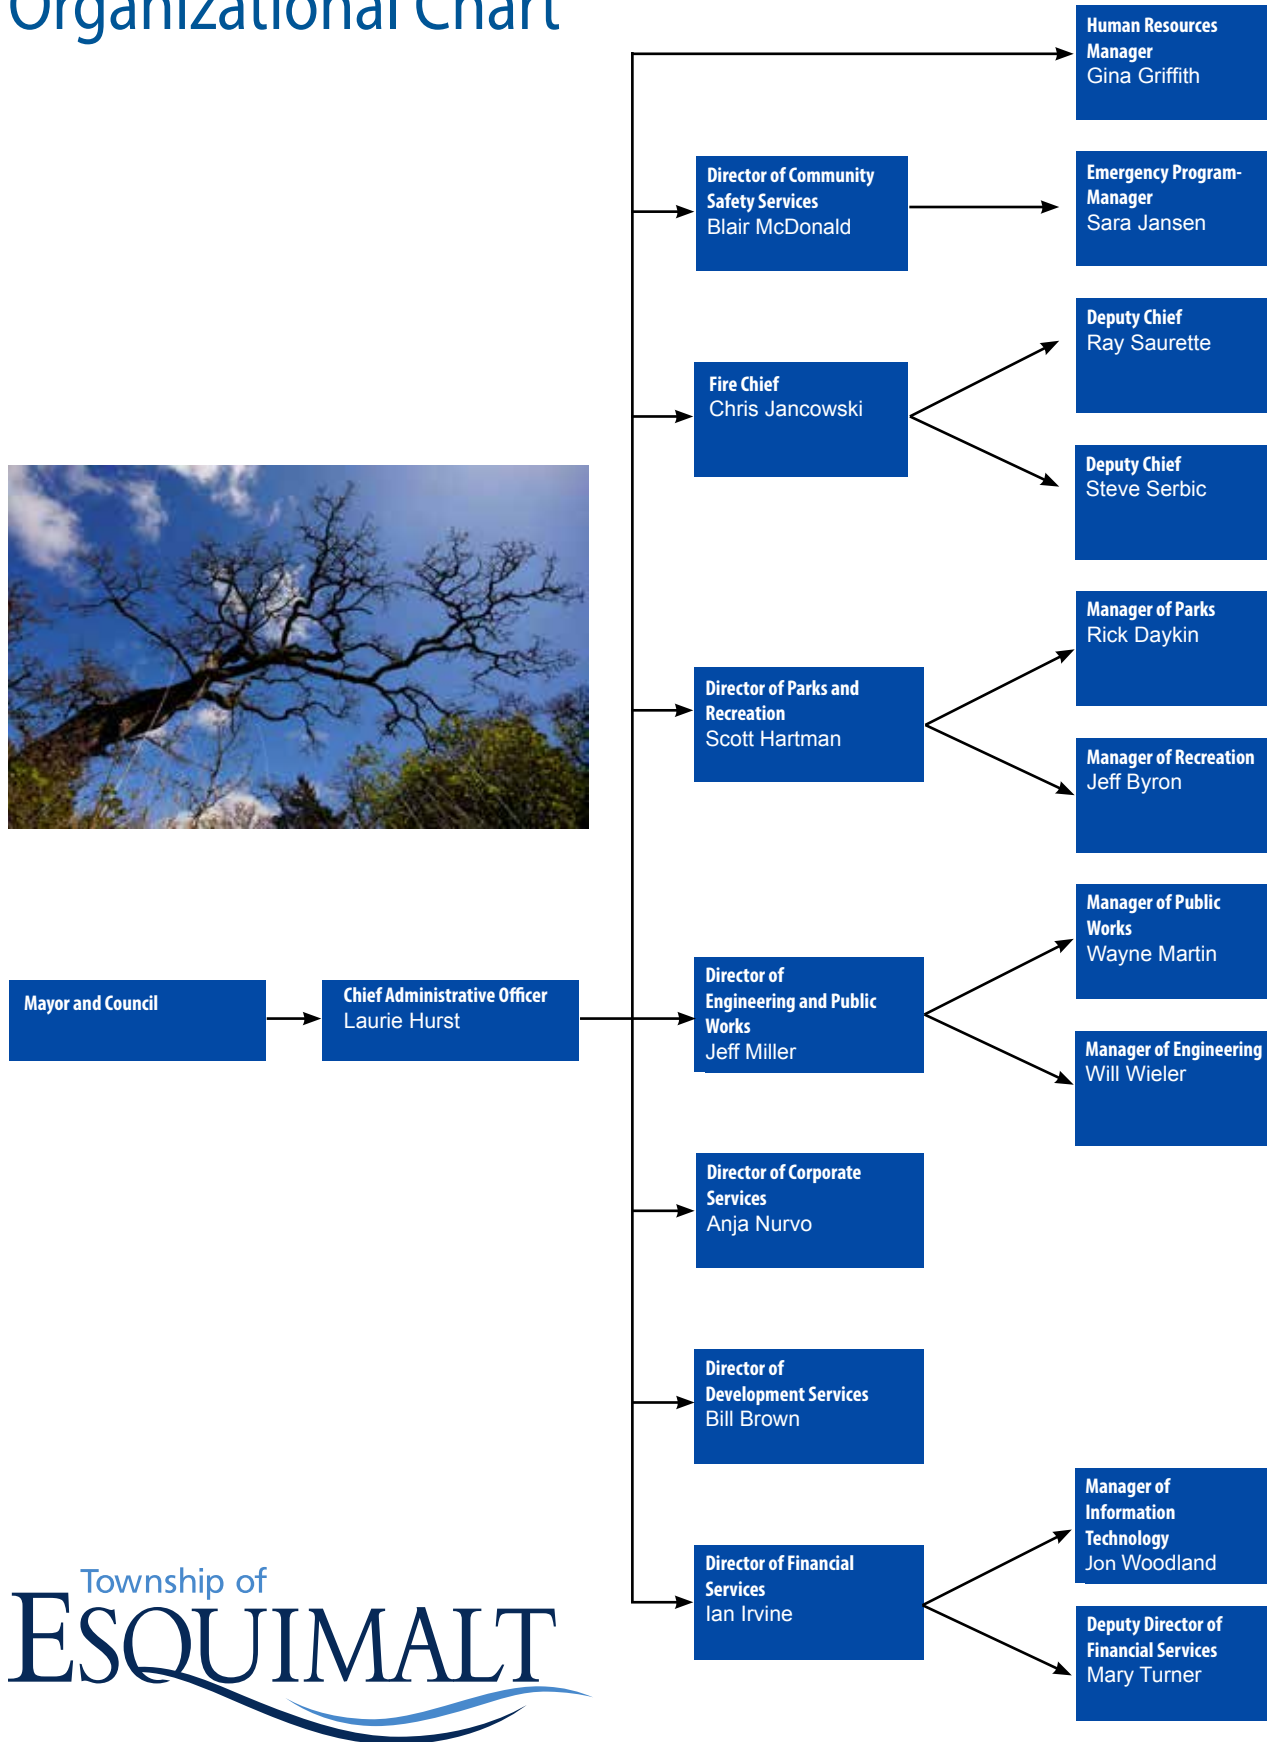 Organizational Chart
Human Resources
Manager
Gina Griffith
Director of Community
Safety Services
Blair McDonald
Emergency Program-
Manager
Sara Jansen
Deputy Chief
Ray Saurette
Fire Chief
Chris Jancowski
Deputy Chief
Steve Serbic
Manager of Parks
Rick Daykin
Director of Parks and
Recreation
Scott Hartman
Manager of Recreation
Jeff Byron
Manager of Public
Works
Wayne Martin
Mayor and Council
Chief Administrative Officer
Laurie Hurst
Director of
Engineering and Public
Works
Jeff Miller
Manager of Engineering
Will Wieler
Director of Corporate
Services
Anja Nurvo
Director of
Development Services
Bill Brown
Manager of
Information
Technology
Jon Woodland
Director of Financial
Services
Ian Irvine
Deputy Director of
Financial Services
Mary Turner
Township of
ESQUIMALT